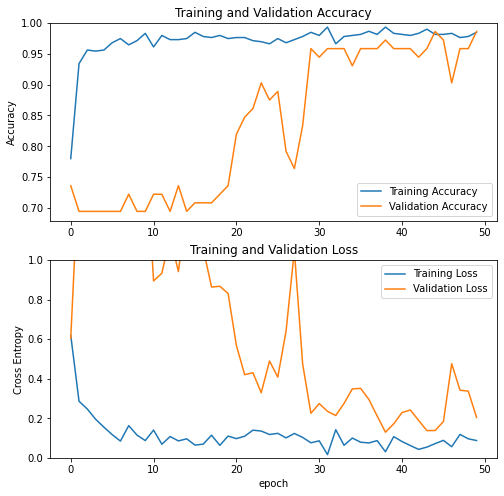 Training and Validation Accuracy
1.00
0.95
0.90
0.85
0.80
0.75
0.70
Accuracy
Training Accuracy
Validation Accuracy
0 10 20 30 40 50
Training and Validation Loss
1.0
0.8
0.6
0.4
0.2
0.0
Cross Entropy
Training Loss
Validation Loss
0 10 20 30 40 50
epoch